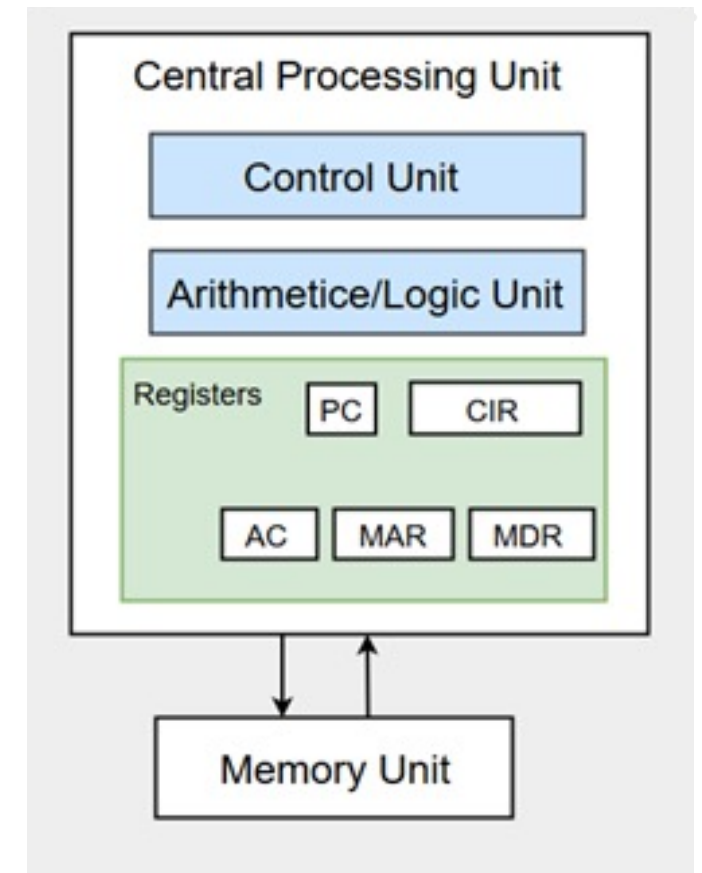 Central Processing Unit
Control Unit
Arithmetice/Logic Unit
Registers
PC
CIR
AC
MAR
MDR
Memory Unit